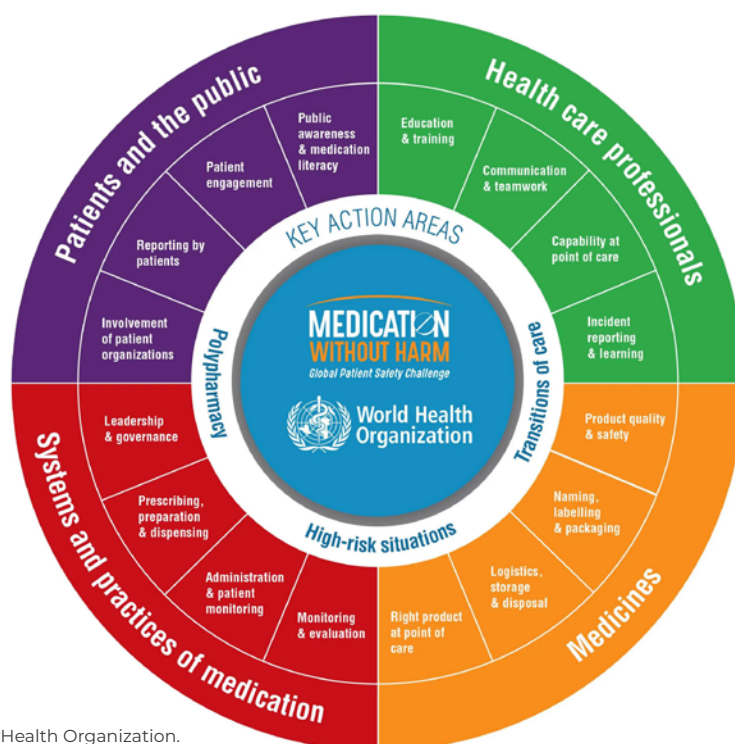 Patients and the public
Public
awareness
& medication
literacy
Patient
engagement
Reporting by
patients
Involvement
of patient
organizations
Health care professionals
Education
& training
Communication
& teamwork
Capability at
point of care
Incident
reporting
& learning
KEY ACTION AREAS
Polypharmacy
Transitions of care
High-risk situations
MEDICATION
WITHOUT HARM
Global Patient Safety Challenge
World Health
Organization
Systems and practices of medication
Leadership
& governance
Prescribing,
preparation
& dispensing
Administration
& patient
monitoring
Monitoring
& evaluation
Medicines
Product quality
& safety
Naming,
labelling
& packaging
Logistics,
storage
& disposal
Right product
at point of
care
Health Organization.